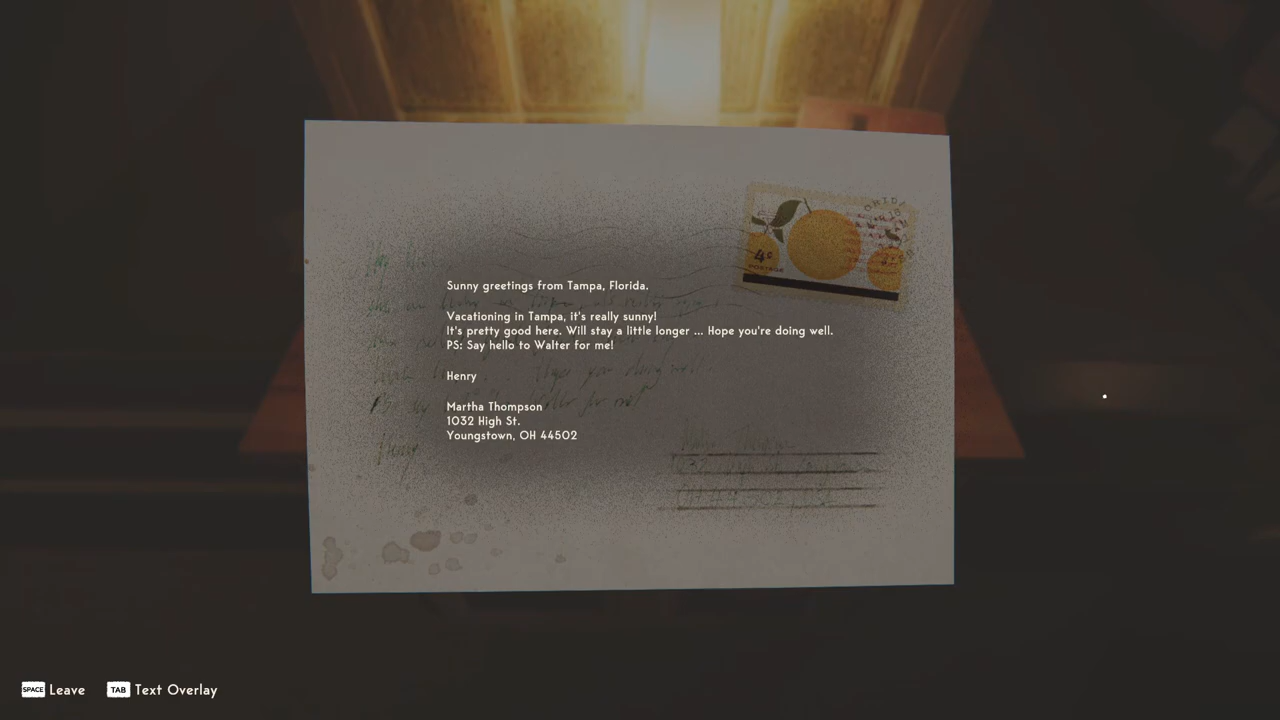 4¢
POSTAGE
Sunny greetings from Tampa, Florida.
Vacationing in Tampa, it's really sunny!
It's pretty good here. Will stay a little longer ... Hope you're doing well.
PS: Say hello to Walter for me!
Henry
Martha Thompson
1032 High St.
Youngstown, OH 44502
Henry
SPACE Leave
TAB Text Overlay